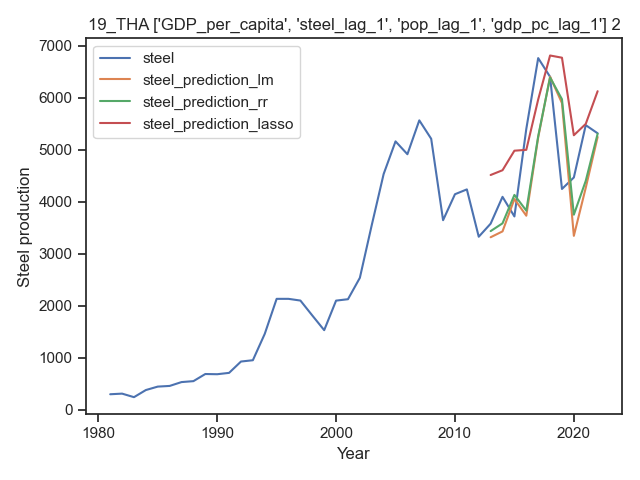 19_THA ['GDP_per_capita', 'steel_lag_1', 'pop_lag_1', 'gdp_pc_lag_1'] 2
steel
steel_prediction_lm
steel_prediction_rr
steel_prediction_lasso
7000
6000
5000
4000
3000
2000
1000
0
Steel production
1980
1990
2000
2010
2020
Year